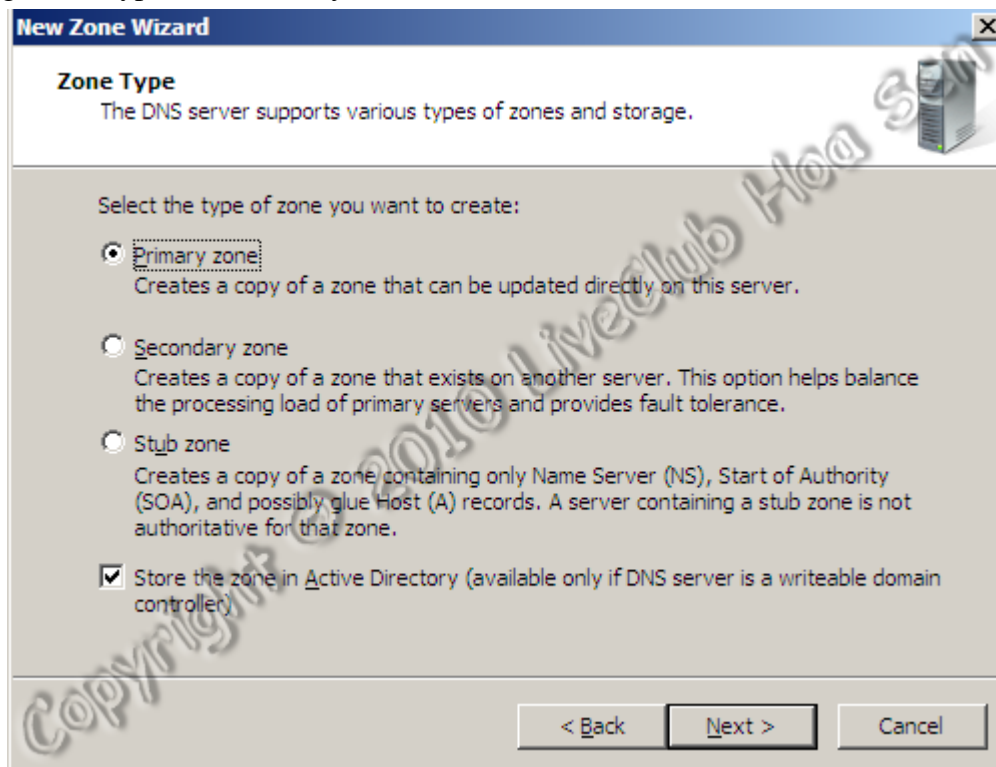 New Zone Wizard
Zone Type
The DNS server supports various types of zones and storage.
Select the type of zone you want to create:
Primary zone
Creates a copy of a zone that can be updated directly on this server.
Secondary zone
Creates a copy of a zone that exists on another server. This option helps balance
the processing load of primary servers and provides fault tolerance.
Stub zone
Creates a copy of a zone containing only Name Server (NS), Start of Authority
(SOA), and possibly glue Host (A) records. A server containing a stub zone is not
authoritative for that zone.
Store the zone in Active Directory (available only if DNS server is a writeable domain
controller)
< Back
Next >
Cancel
Copyright © 2010 Liveclub Hoa Sen